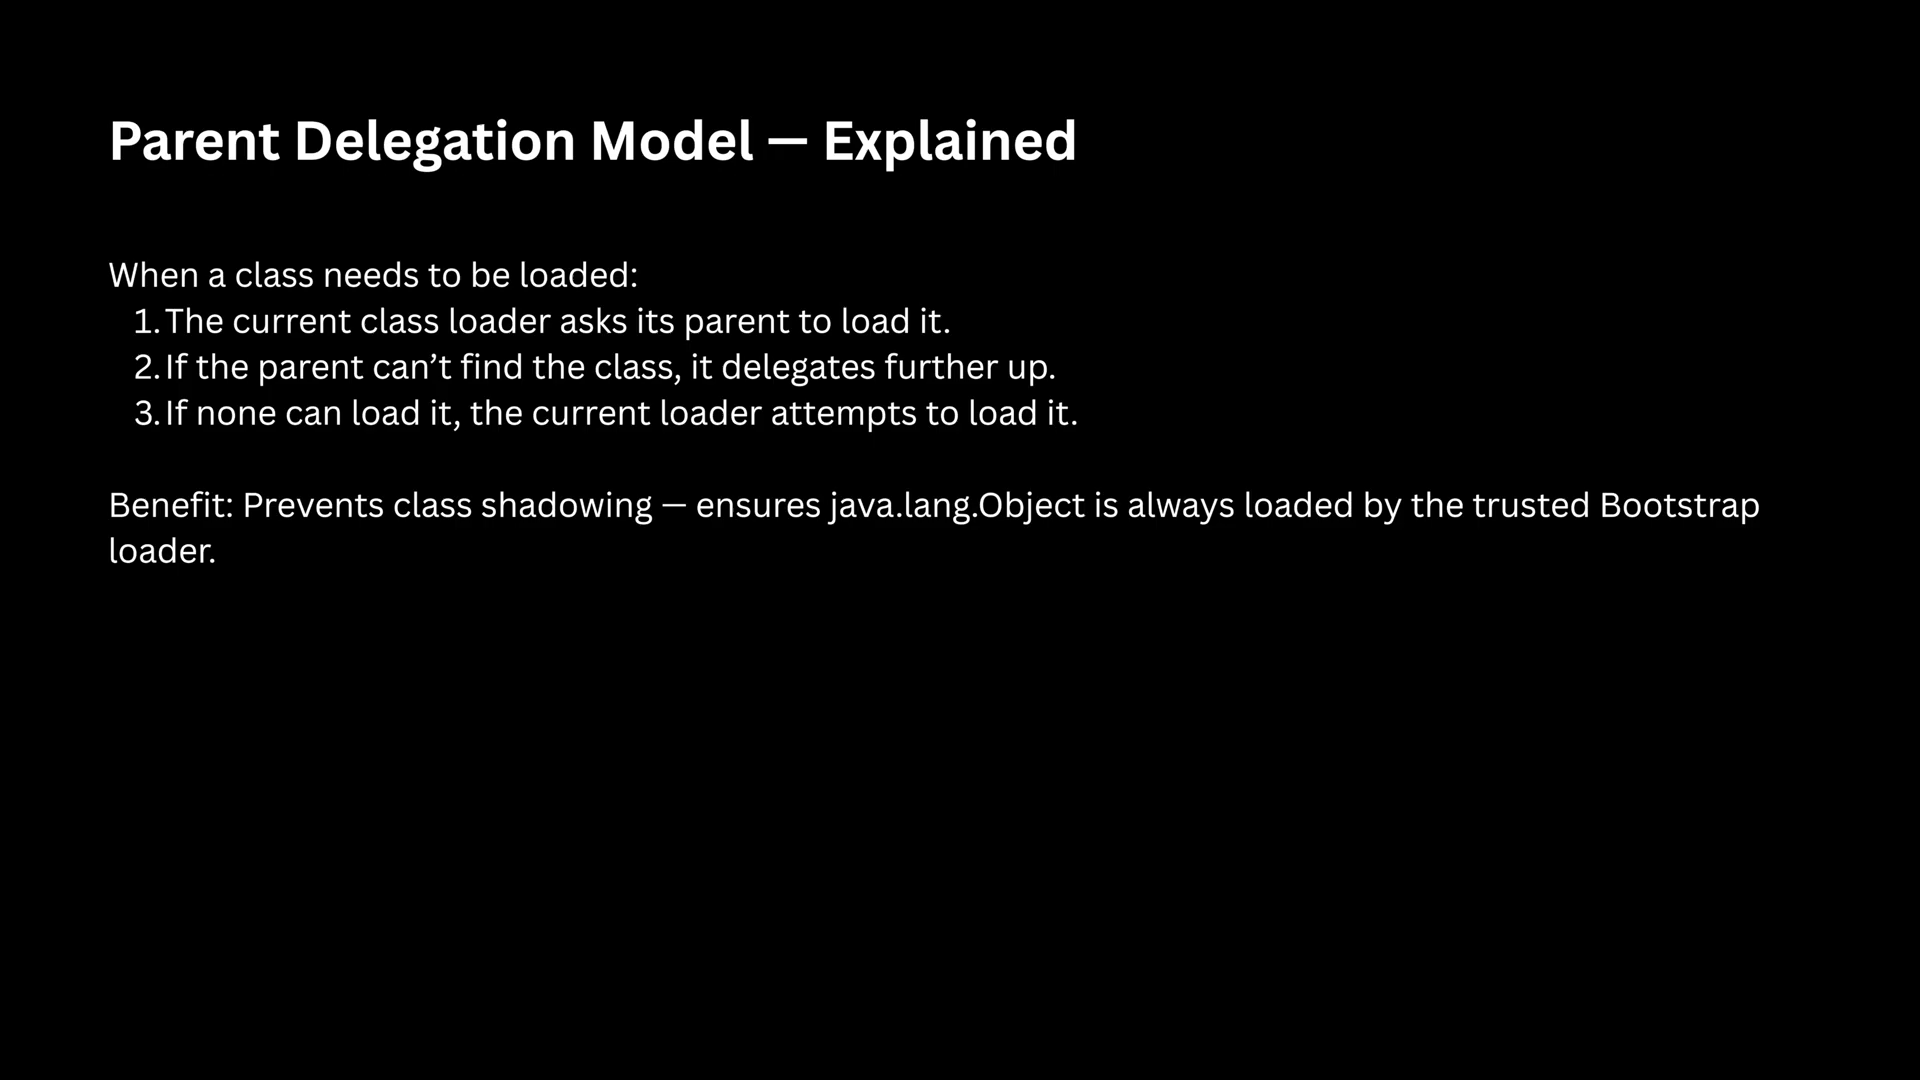 Parent Delegation Model — Explained
When a class needs to be loaded:
1. The current class loader asks its parent to load it.
2. If the parent can’t find the class, it delegates further up.
3. If none can load it, the current loader attempts to load it.
Benefit: Prevents class shadowing — ensures java.lang.Object is always loaded by the trusted Bootstrap
loader.